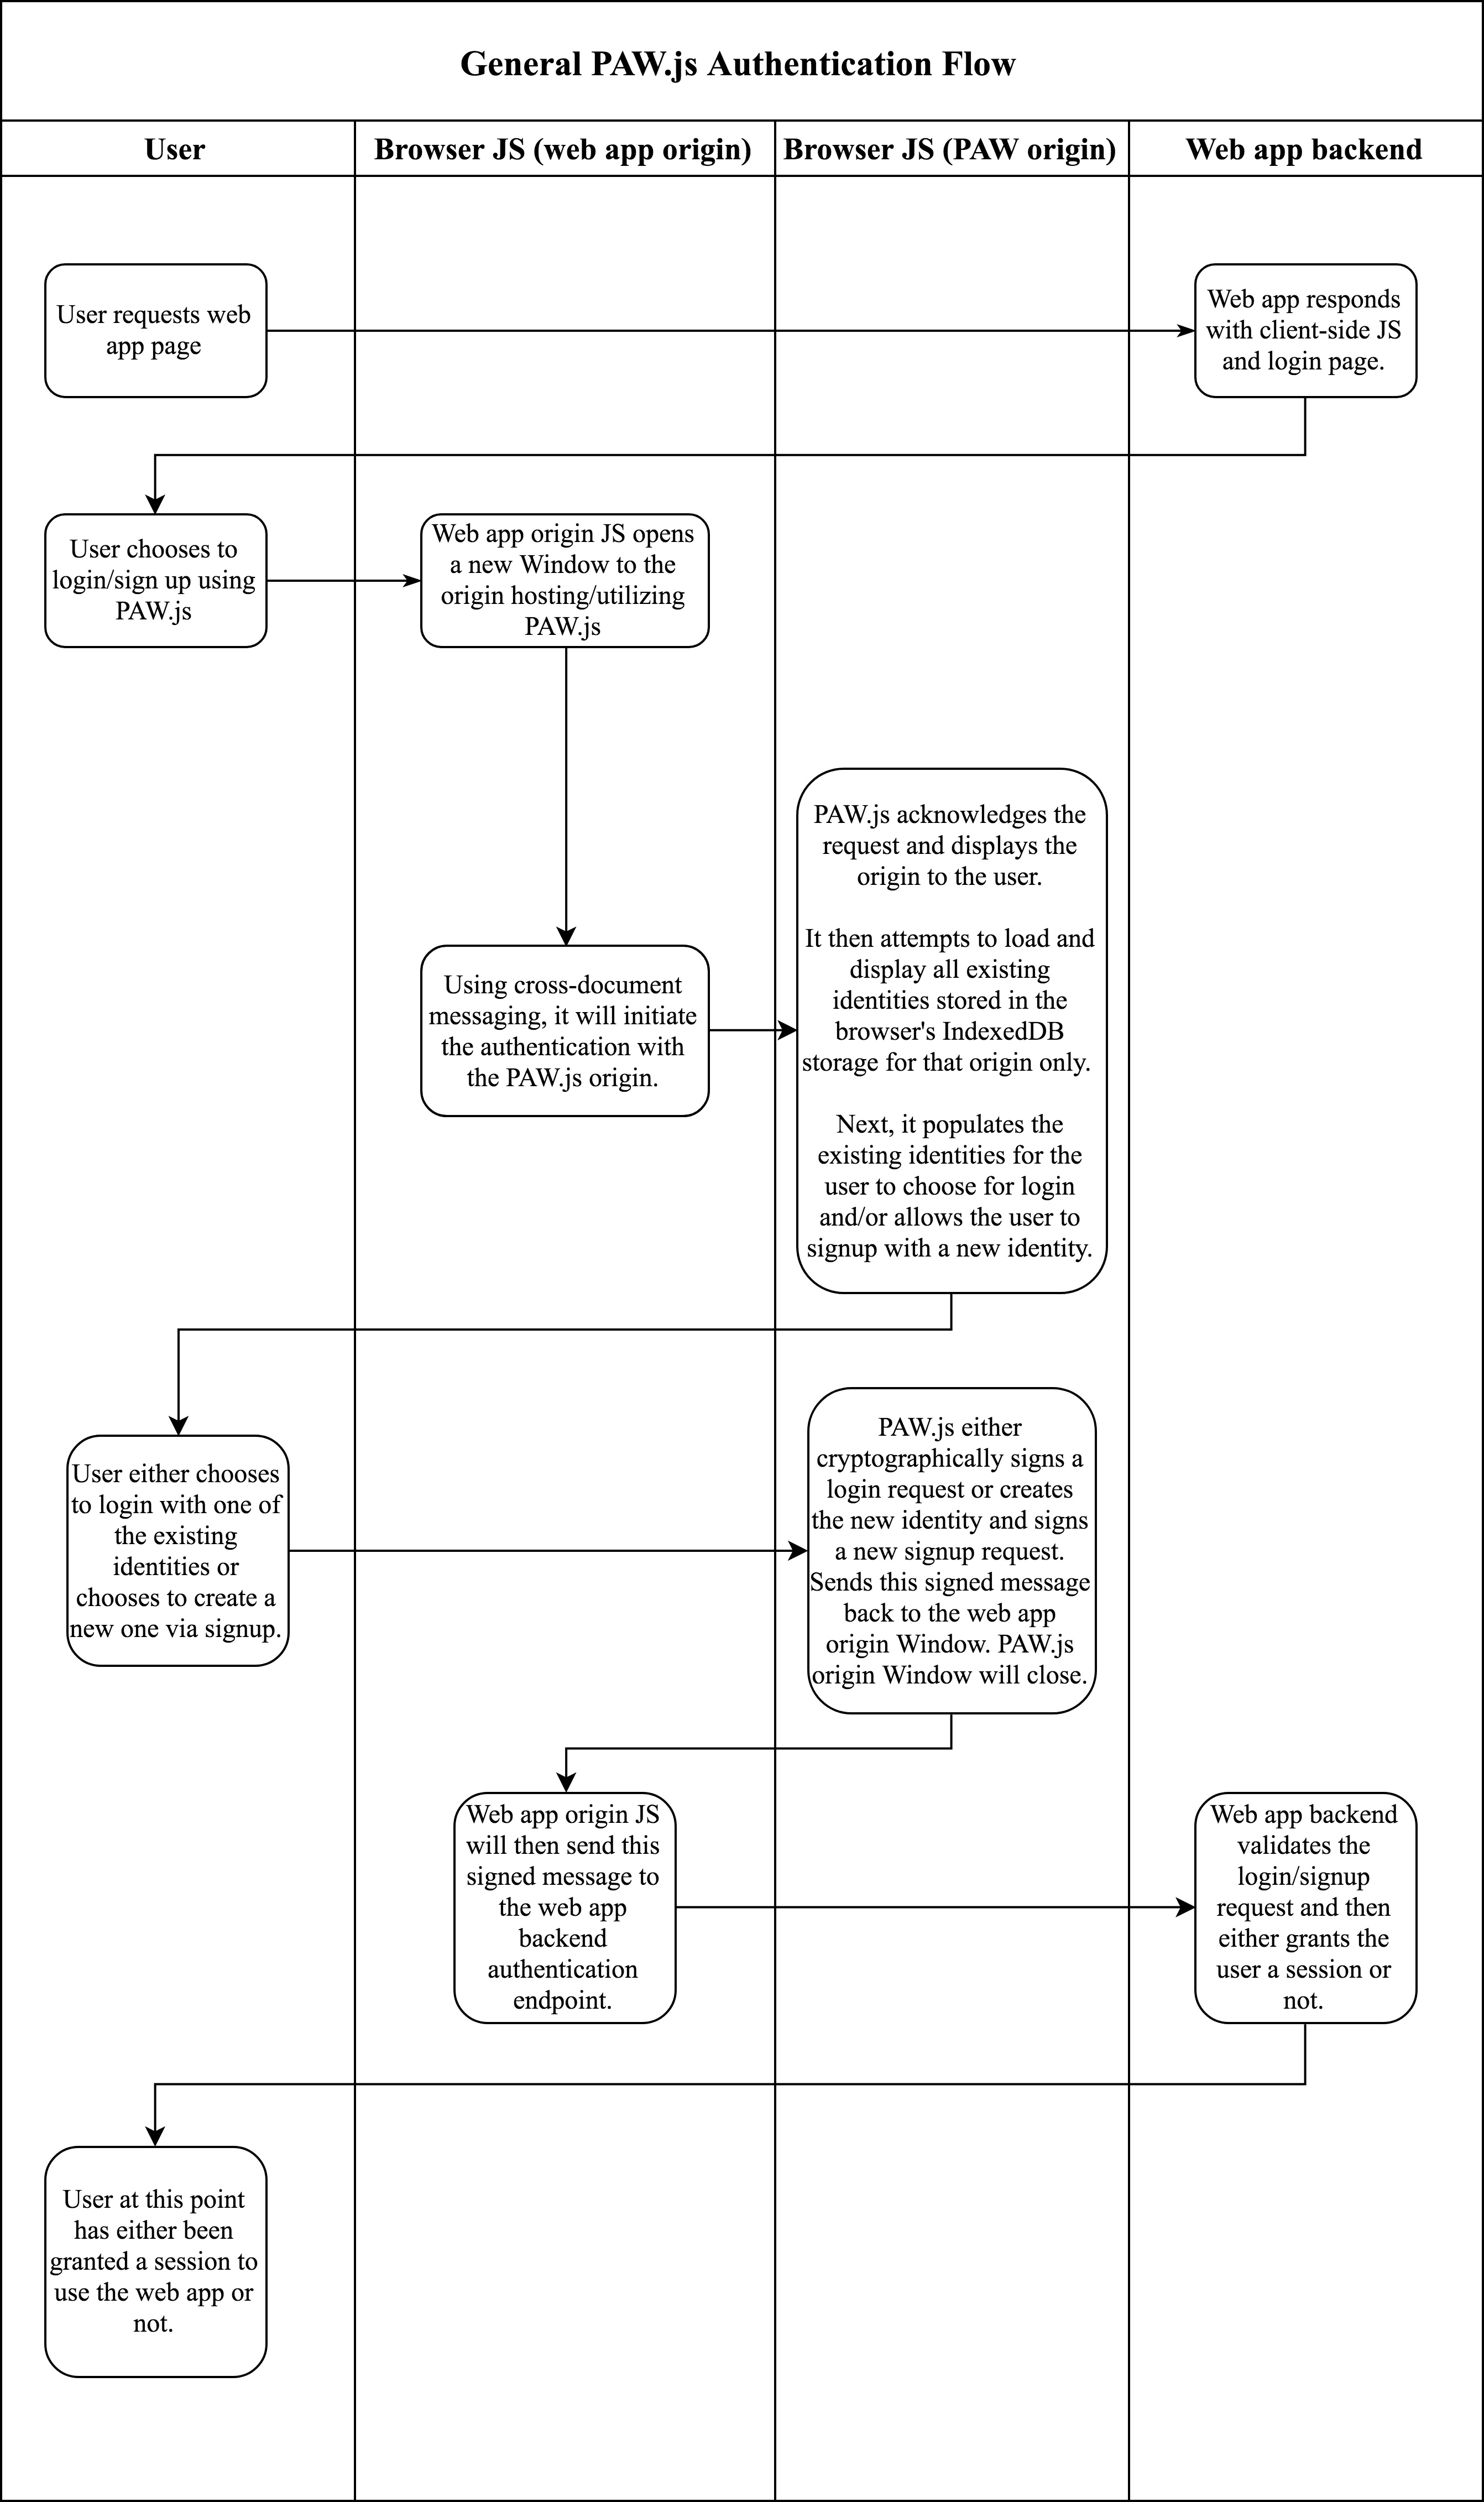 General PAW.js Authentication Flow
User
Browser JS (web app origin)
Browser JS (PAW origin)
Web app backend
User requests web
app page
Web app responds
with client-side JS
and login page.
User chooses to
login/sign up using
PAW.js
Web app origin JS opens
a new Window to the
origin hosting/utilizing
PAW.js
Using cross-document
messaging, it will initiate
the authentication with
the PAW.js origin.
PAW.js acknowledges the
request and displays the
origin to the user.
It then attempts to load and
display all existing
identities stored in the
browser's IndexedDB
storage for that origin only.
Next, it populates the
existing identities for the
user to choose for login
and/or allows the user to
signup with a new identity.
User either chooses
to login with one of
the existing
identities or
chooses to create a
new one via signup.
PAW.js either
cryptographically signs a
login request or creates
the new identity and signs
a new signup request.
Sends this signed message
back to the web app
origin Window. PAW.js
origin Window will close.
Web app origin JS
will then send this
signed message to
the web app
backend
authentication
endpoint.
Web app backend
validates the
login/signup
request and then
either grants the
user a session or
not.
User at this point
has either been
granted a session to
use the web app or
not.